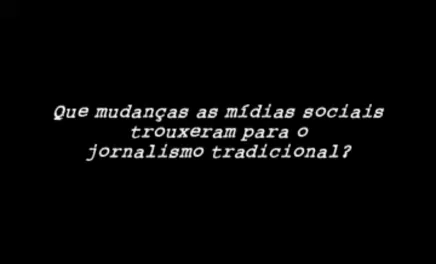 Que mudanças as mídias sociais
trouxeram para o
jornalismo tradicional?